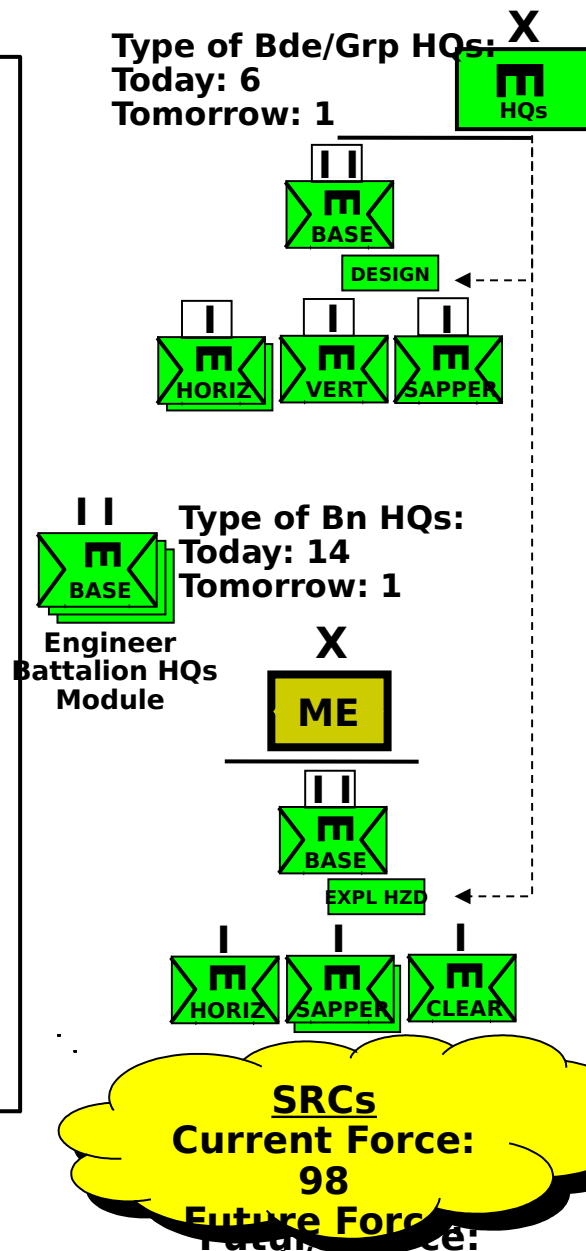 Type of Bde/Grp HQs:
Today: 6
Tomorrow: 1
X
E
HQs
I I
E
BASE
DESIGN
I
I
I
E
HORIZ
E
VERT
E
SAPPER
I I
E
BASE
Type of Bn HQs:
Today: 14
Tomorrow: 1
Engineer
Battalion HQs
Module
X
ME
I I
E
BASE
EXPL HZD
I
I
I
E
HORIZ
E
SAPPER
E
CLEAR
SRCs
Current Force:
98
Future Force: